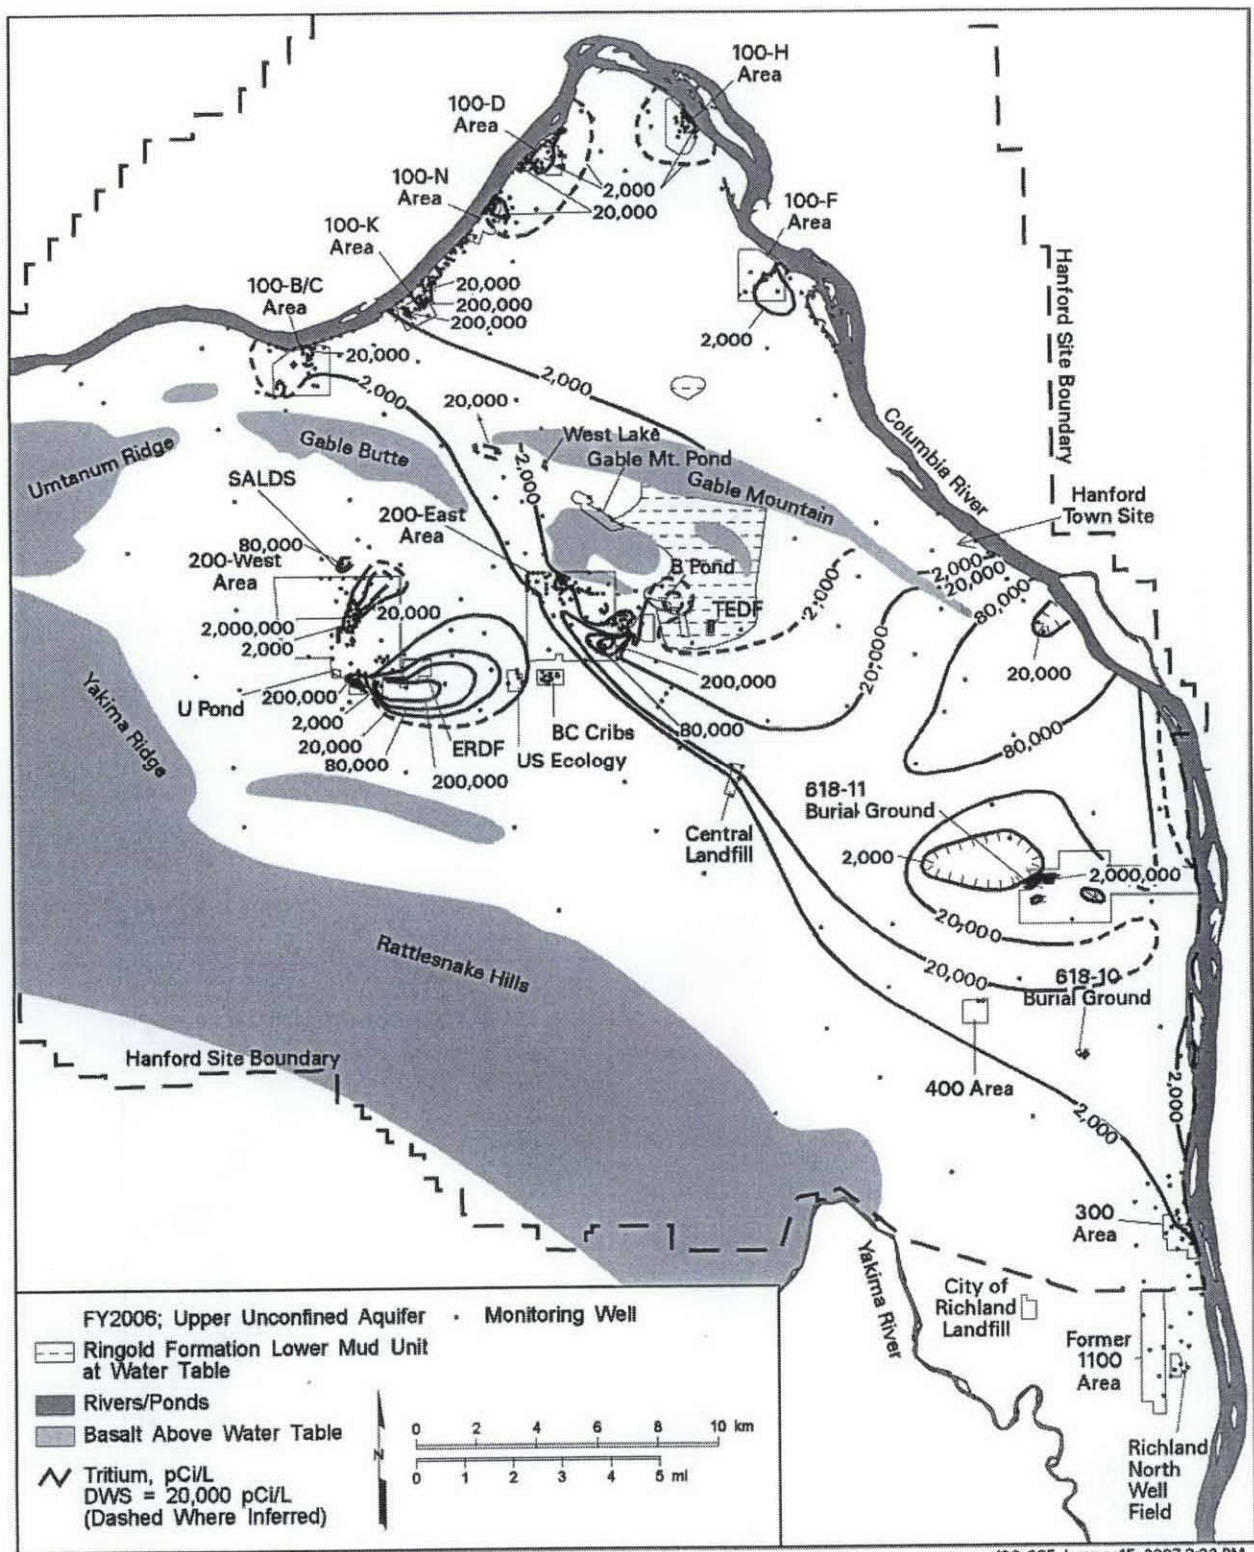 100-H
Area
100-D
Area
2,000
20,000
100-N
Area
100-F
Area
100-K
Area
20,000
200,000
200,000
100-B/C
Area
20,000
2,000
2,000
2,000
Hanford Site Boundary
Columbia River
20,000
West Lake
Gable Mt. Pond
Gable Mountain
Gable Butte
Umtanum Ridge
2,000
SALDS
80,000
200-West
Area
2,000,000
2,000
20,000
200-East
Area
B Pond
TEDF
2,000
Hanford
Town Site
2,000
20,000
80,000
20,000
20,000
80,000
200,000
80,000
U Pond
200,000
2,000
20,000
80,000
ERDF
200,000
US Ecology
BC Cribs
Yakima Ridge
Central
Landfill
618-11
Burial Ground
2,000
2,000,000
20,000
20,000
618-10
Burial Ground
Rattlesnake Hills
400 Area
2,000
2,000
Hanford Site Boundary
300
Area
Yakima River
City of
Richland
Landfill
Former
1100
Area
Richland
North
Well
Field
FY2006; Upper Unconfined Aquifer
Monitoring Well
Ringold Formation Lower Mud Unit
at Water Table
Rivers/Ponds
Basalt Above Water Table
Tritium, pCi/L
DWS = 20,000 pCi/L
(Dashed Where Inferred)
N
0 2 4 6 8 10 km
0 1 2 3 4 5 mi